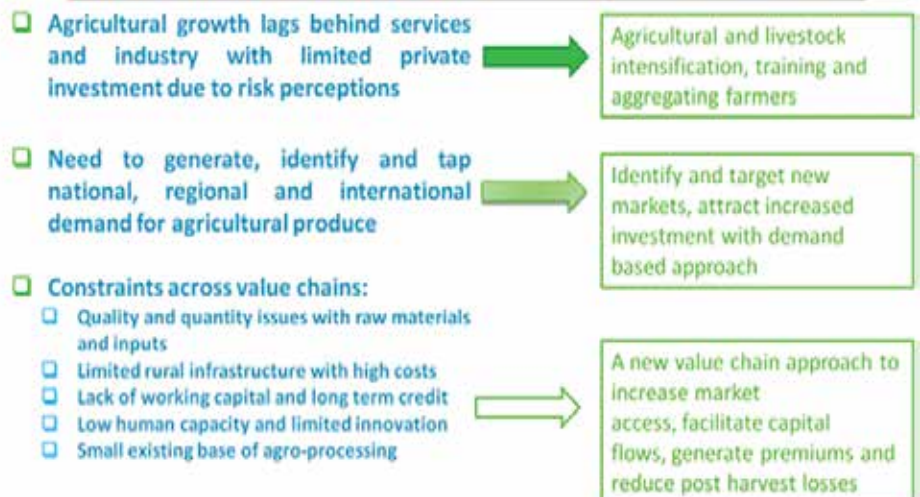 Agricultural growth lags behind services
and industry with limited private
investment due to risk perceptions
Agricultural and livestock
intensification, training and
aggregating farmers
Need to generate, identify and tap
national, regional and international
demand for agricultural produce
Identify and target new
markets, attract increased
investment with demand
based approach
Constraints across value chains:
Quality and quantity issues with raw materials
and inputs
Limited rural infrastructure with high costs
Lack of working capital and long term credit
Low human capacity and limited innovation
Small existing base of agro-processing
A new value chain approach to
increase market
access, facilitate capital
flows, generate premiums and
reduce post harvest losses